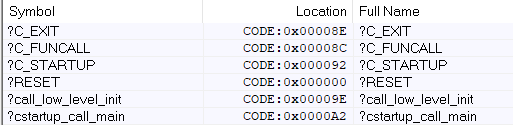 Symbol Location Full Name
?C_EXIT CODE:0x00008E ?C_EXIT
?C_FUNCALL CODE:0x00008C ?C_FUNCALL
?C_STARTUP CODE:0x000092 ?C_STARTUP
?RESET CODE:0x000000 ?RESET
?call_low_level_init CODE:0x00009E ?call_low_level_init
?cstartup_call_main CODE:0x0000A2 ?cstartup_call_main